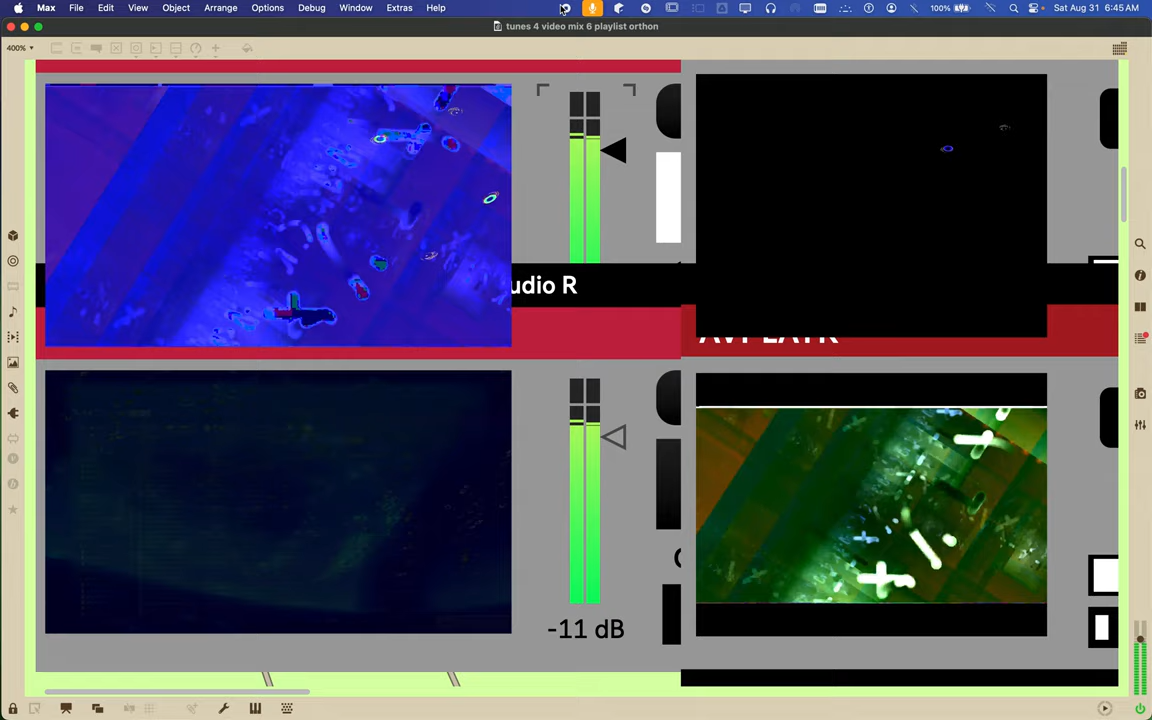 Max File Edit View Object Arrange Options Debug Window Extras Help 100% Sat Aug 31 6:45 AM
tunes 4 video mix 6 playlist orthon
400%
udio R
-11 dB